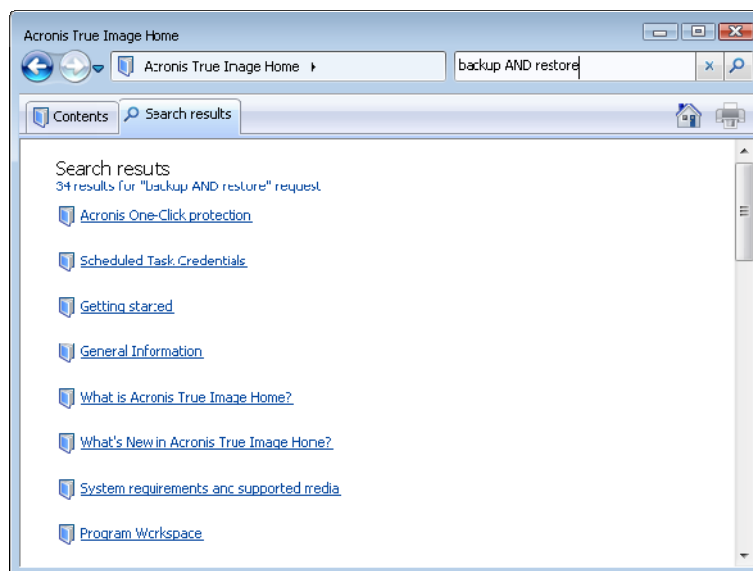 Acronis True Image Home
Acronis True Image Home
backup AND restore
Contents
Search results
Search resuts
34 results for "backup AND restore" request
Acronis One-Click protection
Scheduled Task Credentials
Getting started
General Information
What is Acronis True Image Home?
What's New in Acronis True Image Home?
System requirements and supported media
Program Workspace